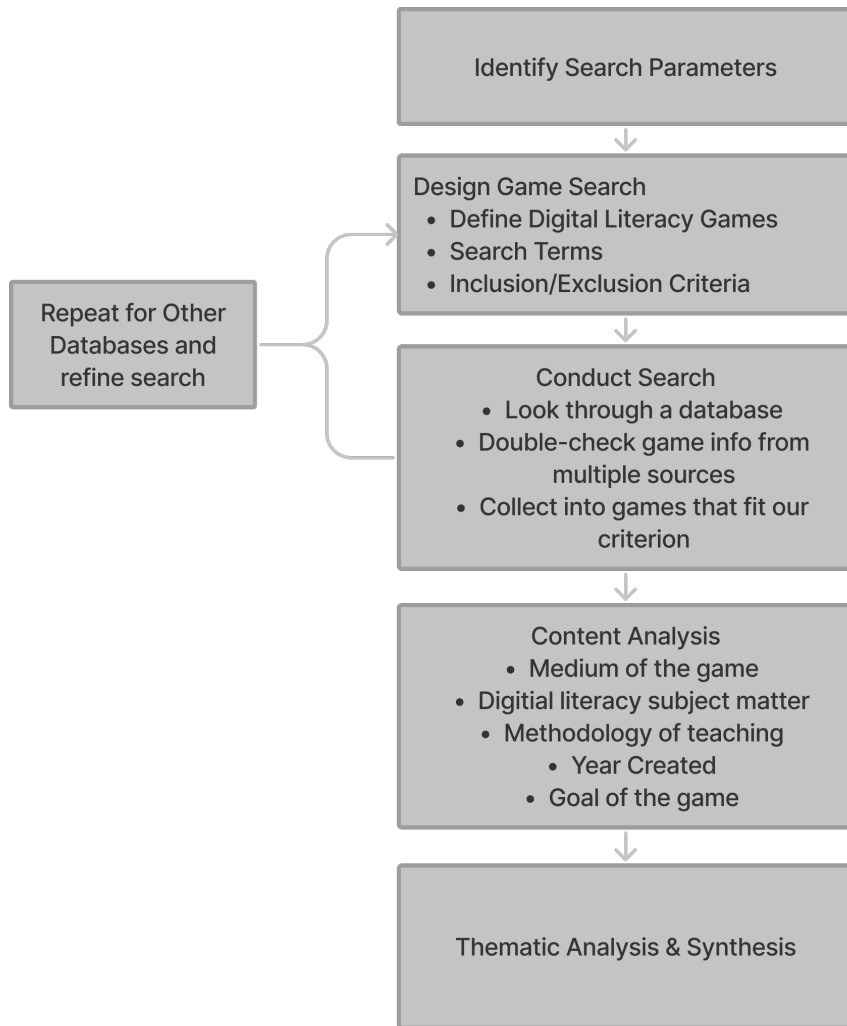 Identify Search Parameters
Design Game Search
• Define Digital Literacy Games
• Search Terms
• Inclusion/Exclusion Criteria
Repeat for Other
Databases and
refine search
Conduct Search
• Look through a database
• Double-check game info from
multiple sources
• Collect into games that fit our
criterion
Content Analysis
• Medium of the game
• Digitial literacy subject matter
• Methodology of teaching
• Year Created
• Goal of the game
Thematic Analysis & Synthesis